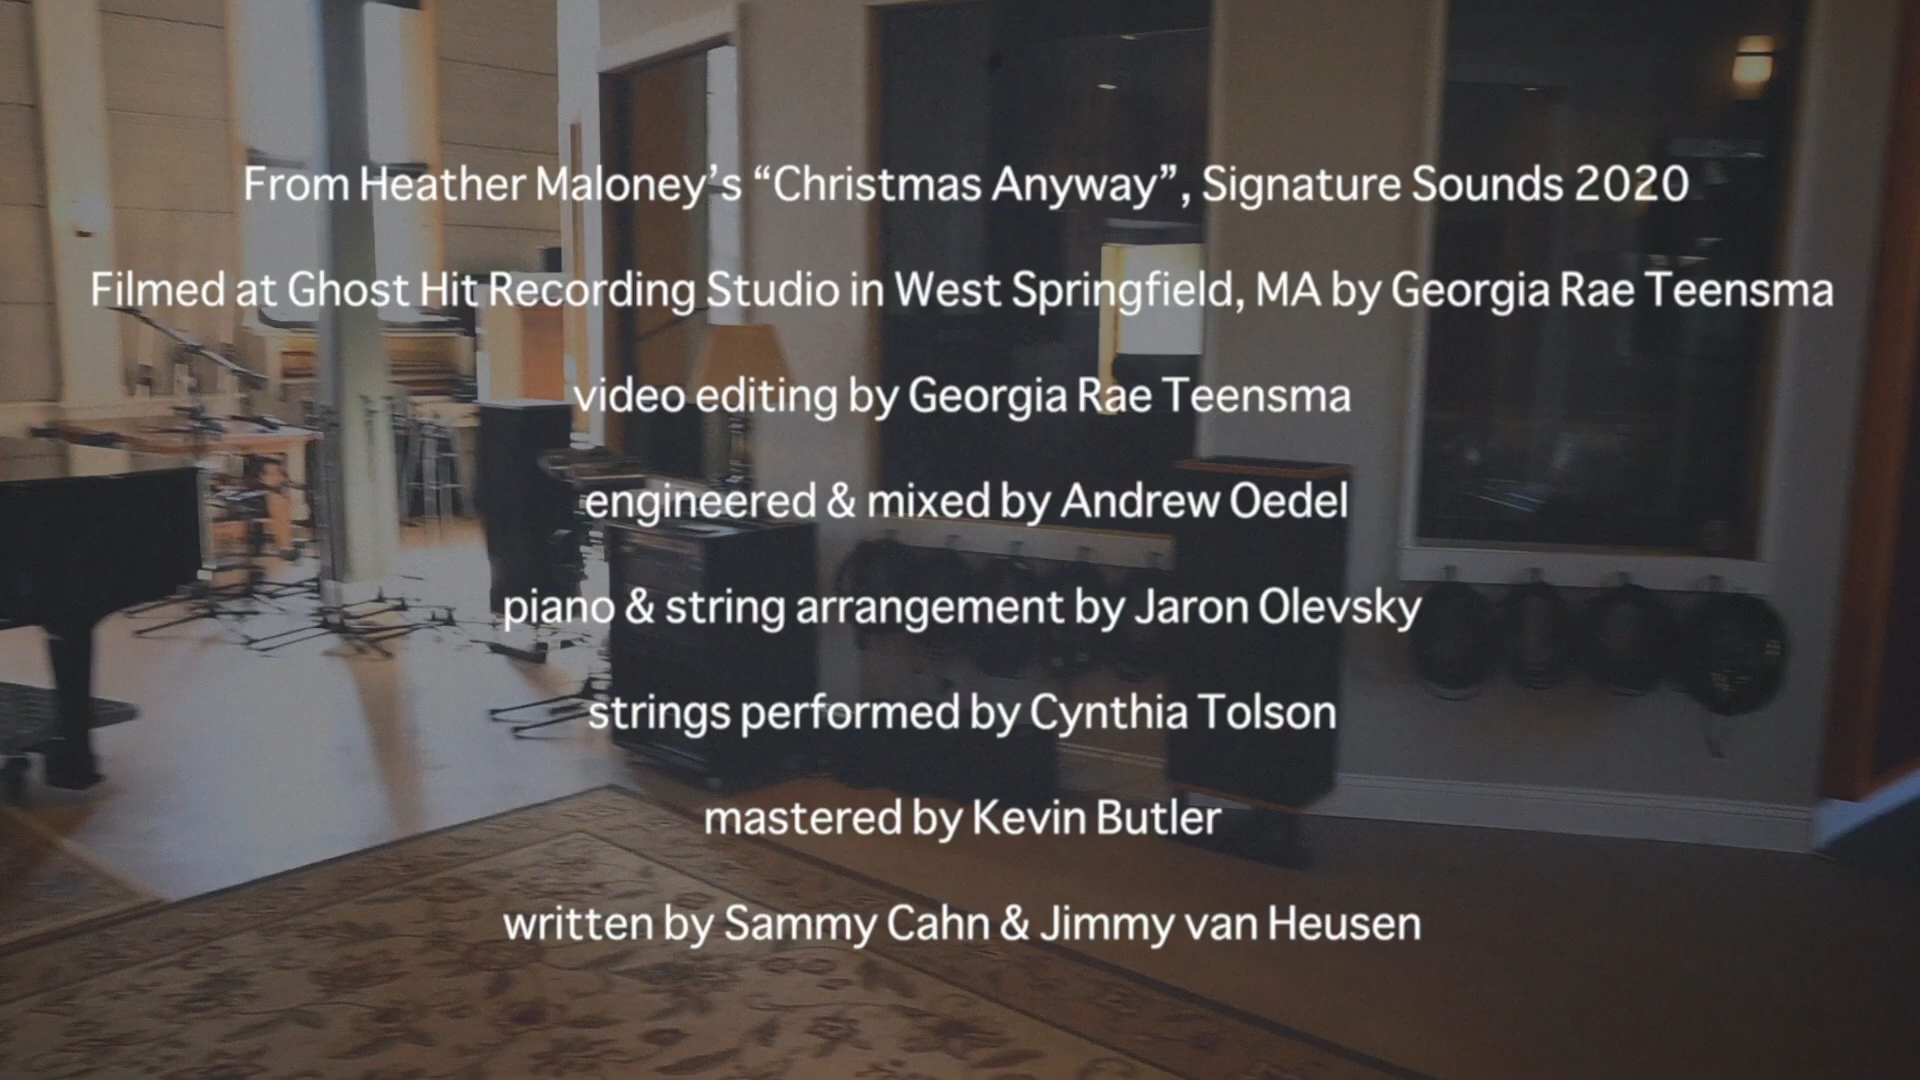 From Heather Maloney’s “Christmas Anyway”, Signature Sounds 2020
Filmed at Ghost Hit Recording Studio in West Springfield, MA by Georgia Rae Teensma
video editing by Georgia Rae Teensma
engineered & mixed by Andrew Oedel
piano & string arrangement by Jaron Olevsky
strings performed by Cynthia Tolson
mastered by Kevin Butler
written by Sammy Cahn & Jimmy van Heusen